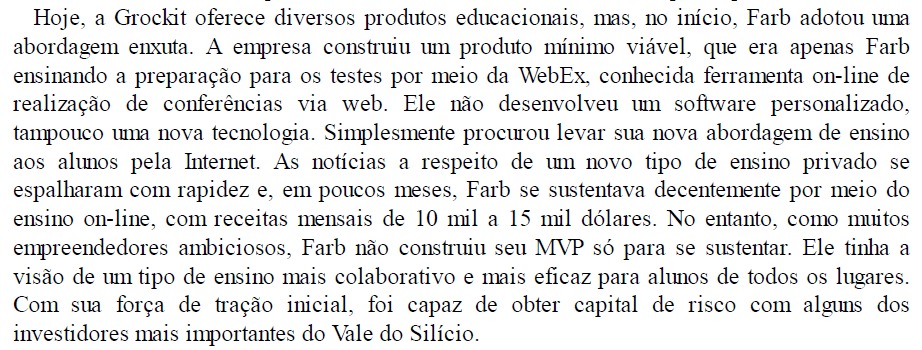 Hoje, a Grockit oferece diversos produtos educacionais, mas, no início, Farb adotou uma
abordagem enxuta. A empresa construiu um produto mínimo viável, que era apenas Farb
ensinando a preparação para os testes por meio da WebEx, conhecida ferramenta on-line de
realização de conferências via web. Ele não desenvolveu um software personalizado,
tampouco uma nova tecnologia. Simplesmente procurou levar sua nova abordagem de ensino
aos alunos pela Internet. As notícias a respeito de um novo tipo de ensino privado se
espalharam com rapidez e, em poucos meses, Farb se sustentava decentemente por meio do
ensino on-line, com receitas mensais de 10 mil a 15 mil dólares. No entanto, como muitos
empreendedores ambiciosos, Farb não construiu seu MVP só para se sustentar. Ele tinha a
visão de um tipo de ensino mais colaborativo e mais eficaz para alunos de todos os lugares.
Com sua força de tração inicial, foi capaz de obter capital de risco com alguns dos
investidores mais importantes do Vale do Silício.